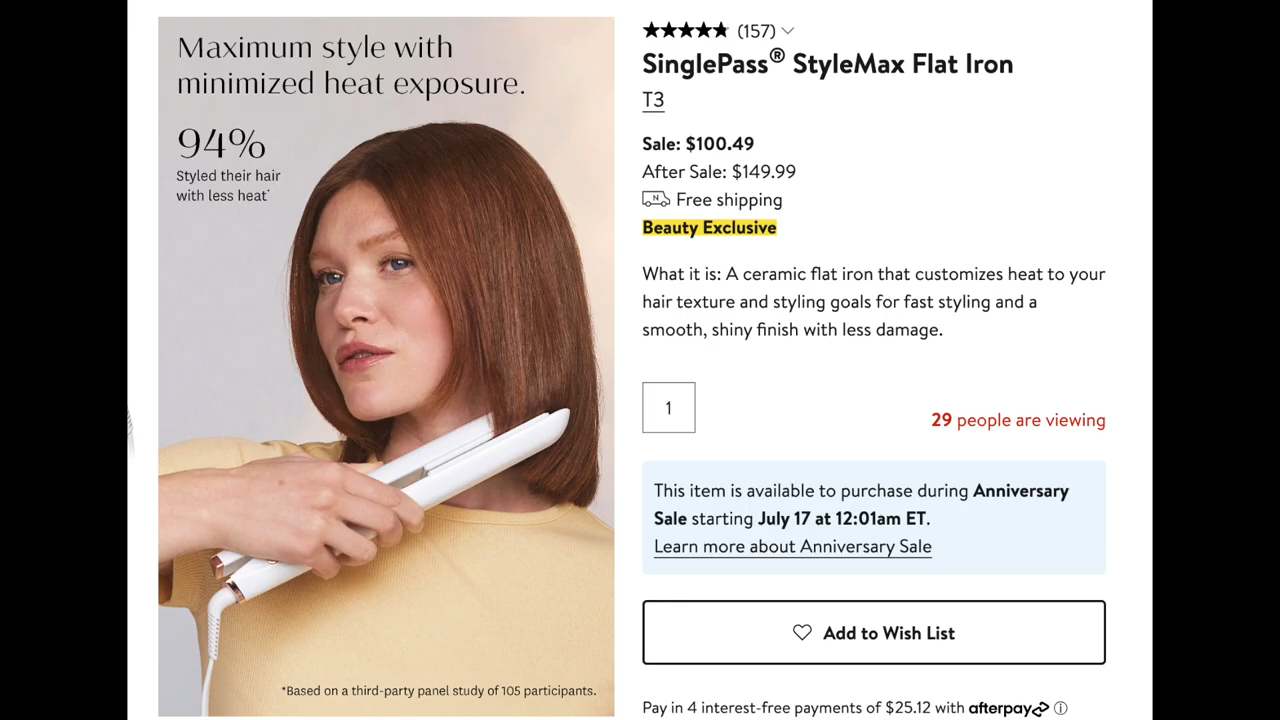 Maximum style with
minimized heat exposure.
94%
Styled their hair
with less heat*
*Based on a third-party panel study of 105 participants.
(157)
SinglePass® StyleMax Flat Iron
T3
Sale: $100.49
After Sale: $149.99
N Free shipping
Beauty Exclusive
What it is: A ceramic flat iron that customizes heat to your
hair texture and styling goals for fast styling and a
smooth, shiny finish with less damage.
1
29 people are viewing
This item is available to purchase during Anniversary
Sale starting July 17 at 12:01am ET.
Learn more about Anniversary Sale
Add to Wish List
Pay in 4 interest-free payments of $25.12 with afterpay